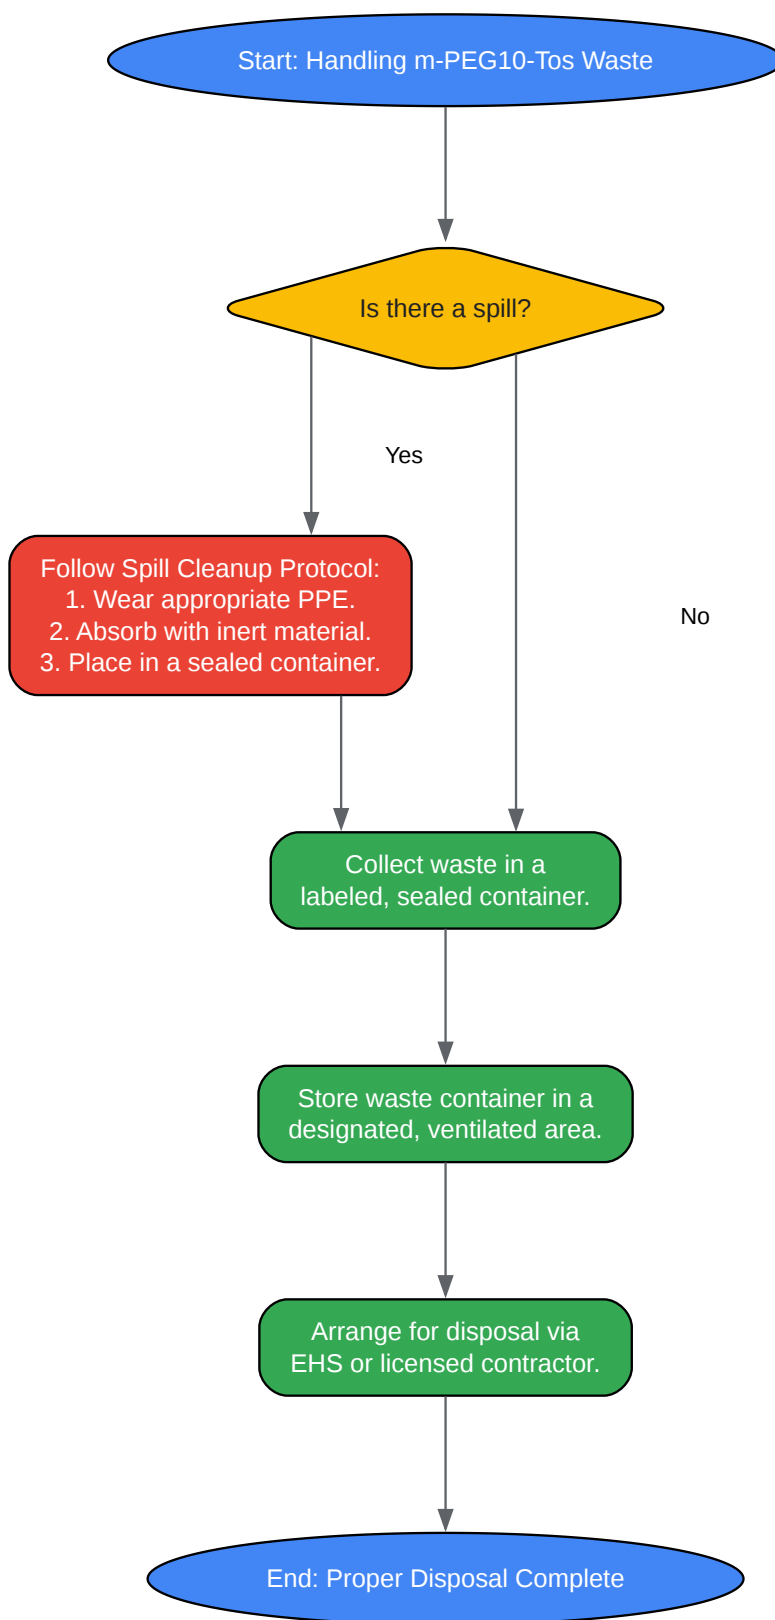 Start: Handling m-PEG10-Tos Waste
Is there a spill?
Yes
Follow Spill Cleanup Protocol:
1. Wear appropriate PPE.
2. Absorb with inert material.
3. Place in a sealed container.
No
Collect waste in a
labeled, sealed container.
Store waste container in a
designated, ventilated area.
Arrange for disposal via
EHS or licensed contractor.
End: Proper Disposal Complete